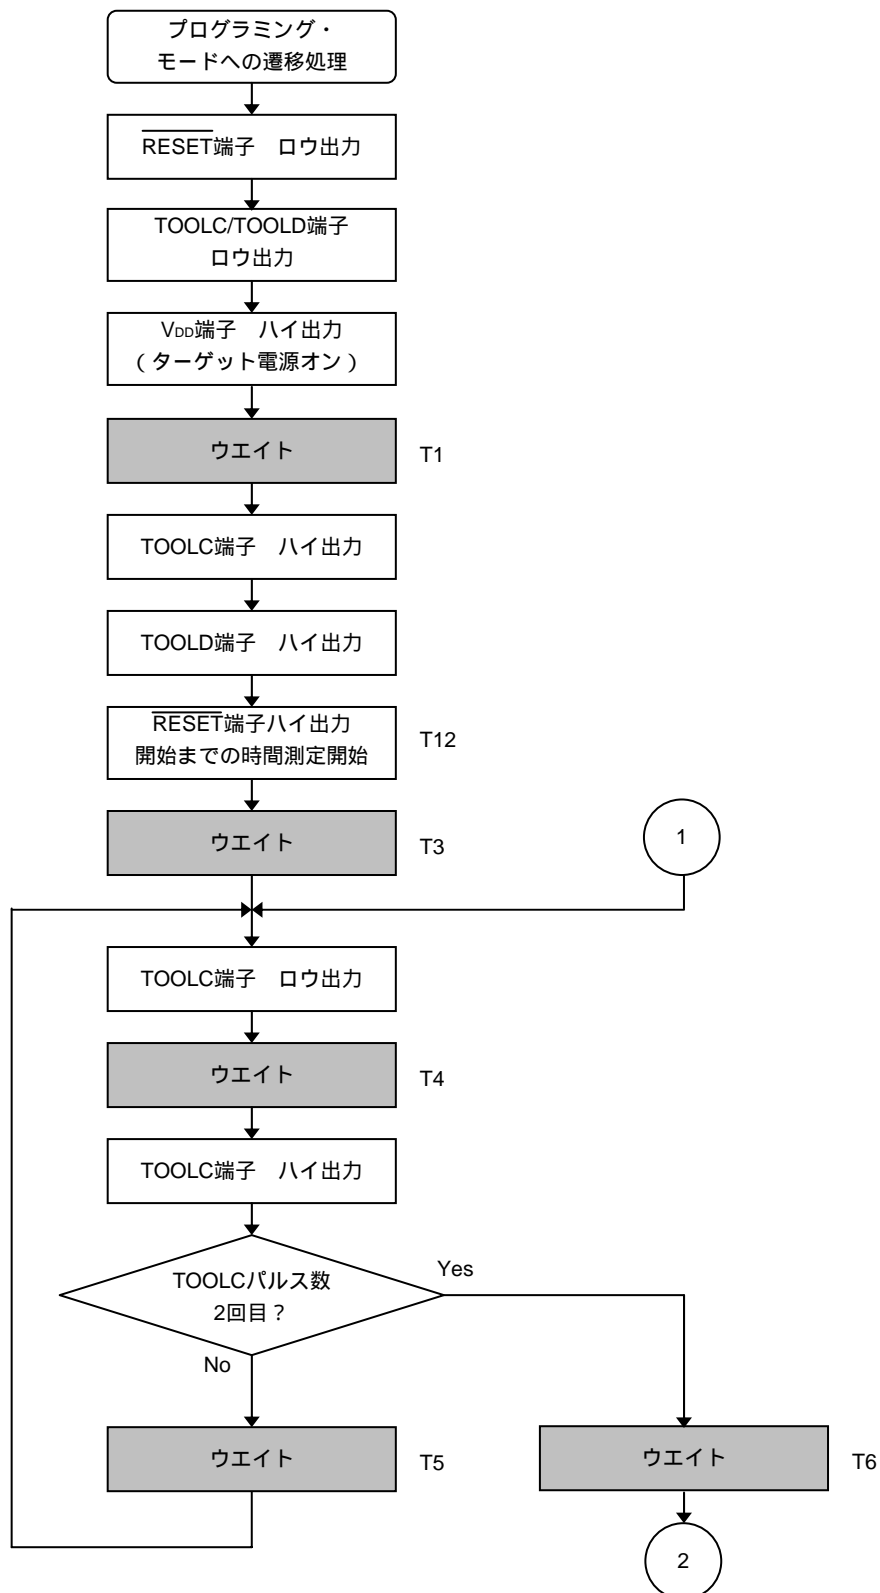 プログラミング・
モードへの遷移処理
RESET端子　ロウ出力
TOOLC/TOOLD端子
ロウ出力
VDD端子　ハイ出力
（ターゲット電源オン）
ウエイト
T1
TOOLC端子　ハイ出力
TOOLD端子　ハイ出力
RESET端子ハイ出力
開始までの時間測定開始
T12
ウエイト
T3
1
TOOLC端子　ロウ出力
ウエイト
T4
TOOLC端子　ハイ出力
TOOLCパルス数
2回目？
Yes
No
ウエイト
T5
ウエイト
T6
2